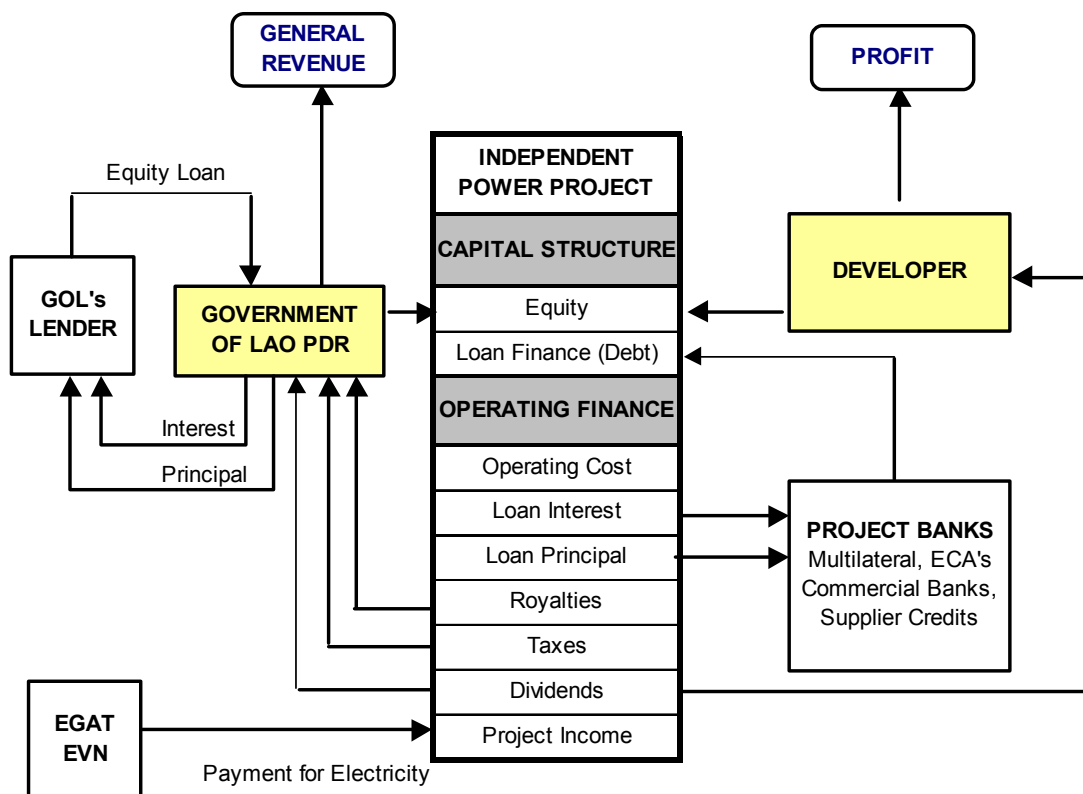 GENERAL
REVENUE
PROFIT
INDEPENDENT
POWER PROJECT
Equity Loan
CAPITAL STRUCTURE
DEVELOPER
GOL's
LENDER
GOVERNMENT
OF LAO PDR
Equity
Loan Finance (Debt)
OPERATING FINANCE
Interest
Principal
Operating Cost
Loan Interest
Loan Principal
Royalties
Taxes
Dividends
Project Income
PROJECT BANKS
Multilateral, ECA's
Commercial Banks,
Supplier Credits
EGAT
EVN
Payment for Electricity